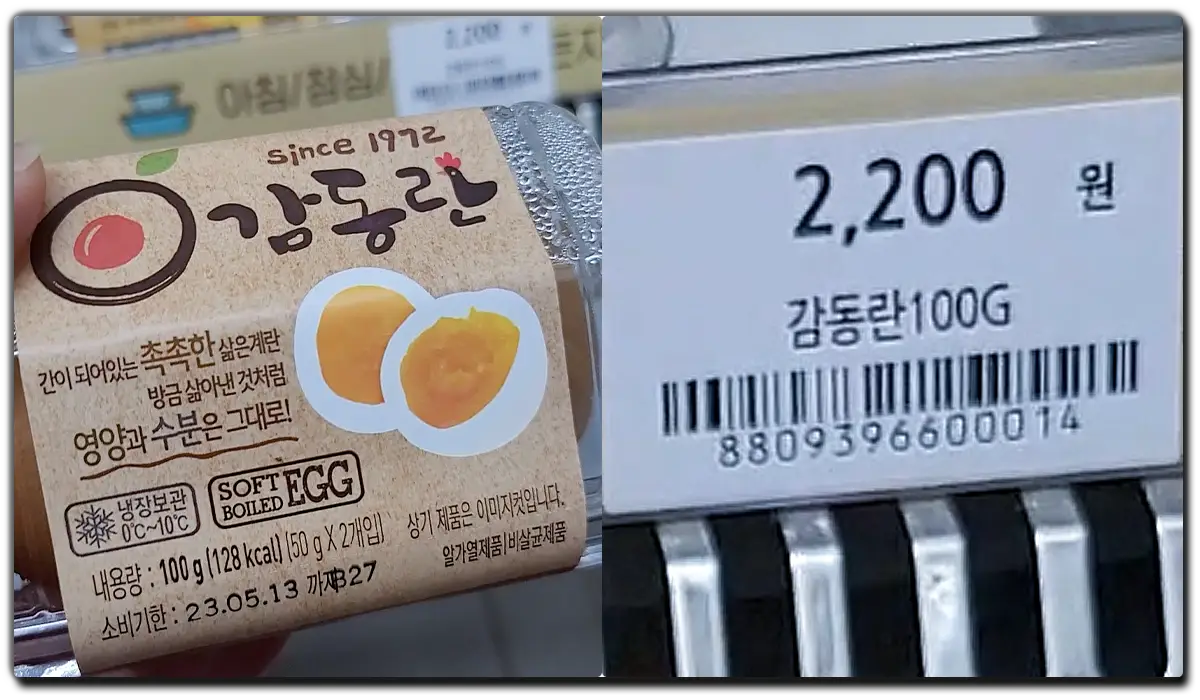 2,200
아침/점심/
since 1972
감동란
간이 되어있는 촉촉한 삶은계란
방금 삶아낸 것처럼
영양과 수분은 그대로!
냉장보관
0℃~10℃
SOFT
BOILED
EGG
상기 제품은 이미지컷입니다.
알가열제품|비살균제품
내용량 : 100 g (128 kcal) (50 g X 2개입)
소비기한 : 23.05.13 까지B27
2,200 원
감동란100G
8809396600014